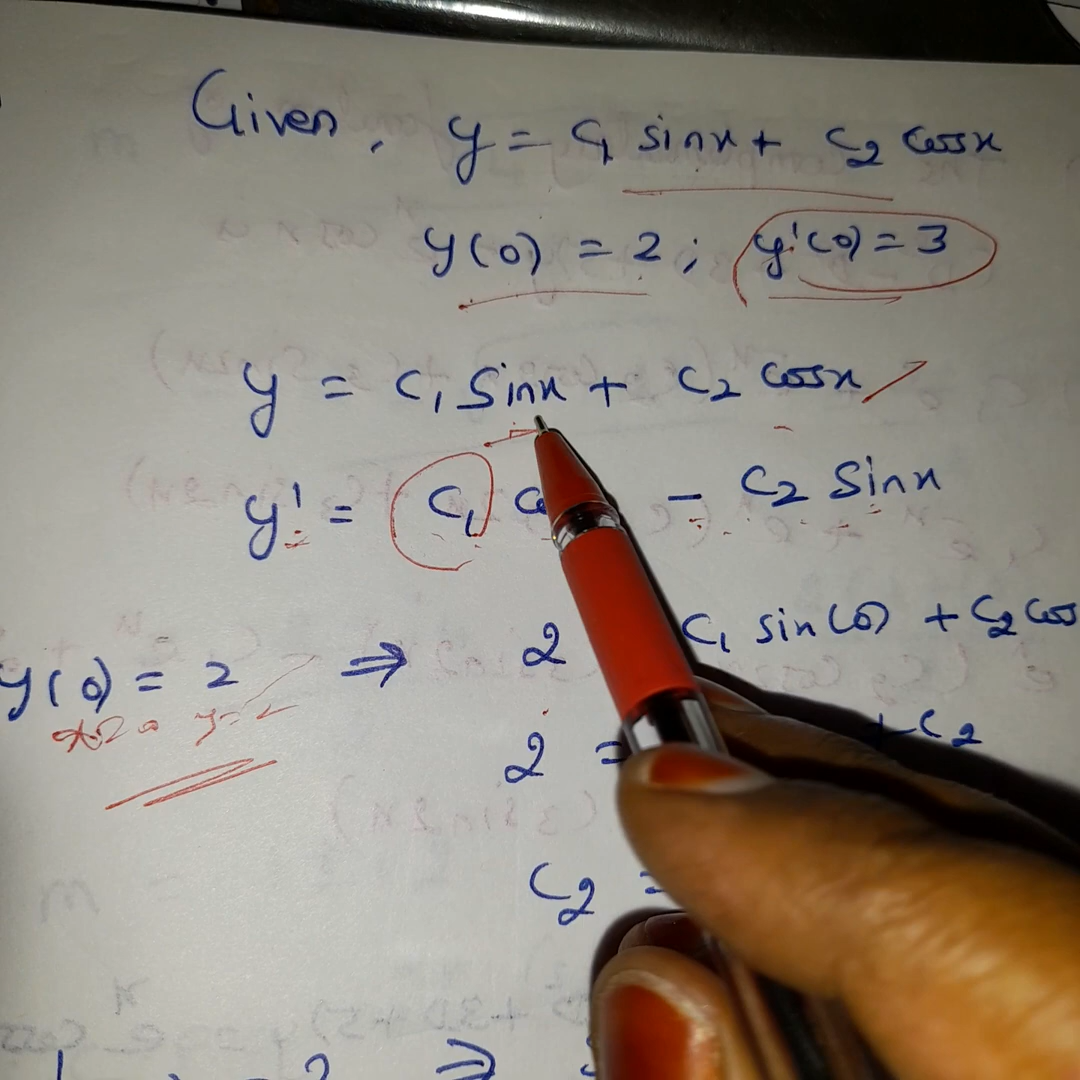 Given, y = c₁ sinx + c₂ cosx
y(0) = 2; y'(0) = 3
y = c₁ sinx + c₂ cosx
y' = c₁ - c₂ sinx
y(0) = 2 ⇒ 2 c₁ sin(0) + c₂ cos
2 = + c₂
c₂ =
2 ⇒